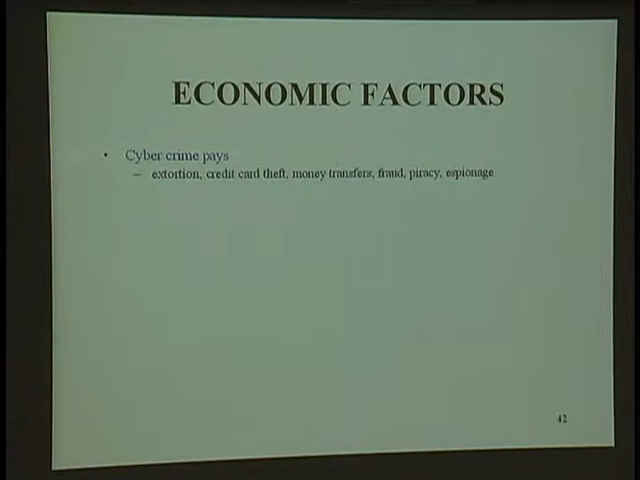 ECONOMIC FACTORS
• Cyber crime pays
– extortion, credit card theft, money transfers, fraud, piracy, espionage
42